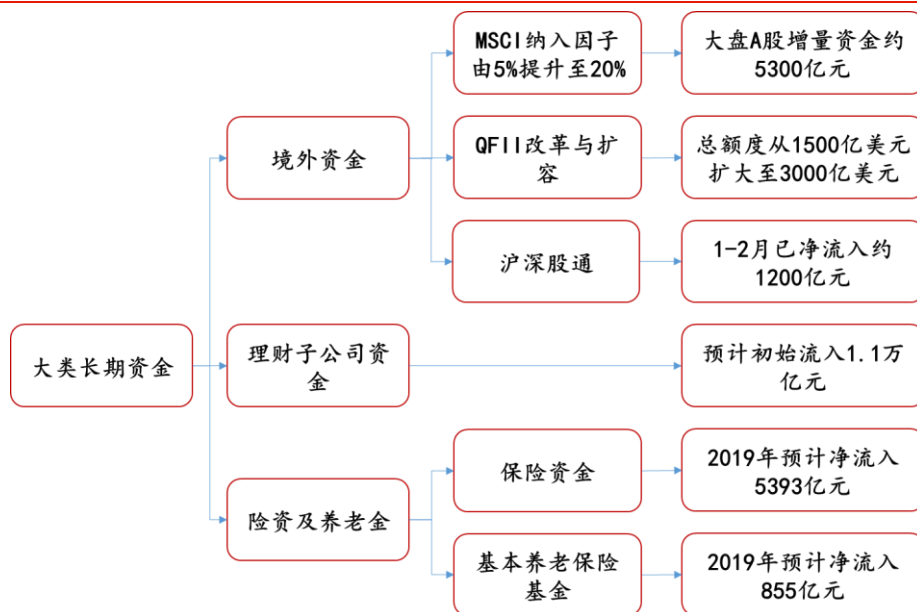 MSCI纳入因子
由5%提升至20%
大盘A股增量资金约
5300亿元
境外资金
QFII改革与扩
容
总额度从1500亿美元
扩大至3000亿美元
沪深股通
1-2月已净流入约
1200亿元
大类长期资金
理财子公司资
金
预计初始流入1.1万
亿元
险资及养老金
保险资金
2019年预计净流入
5393亿元
基本养老保险
基金
2019年预计净流入
855亿元